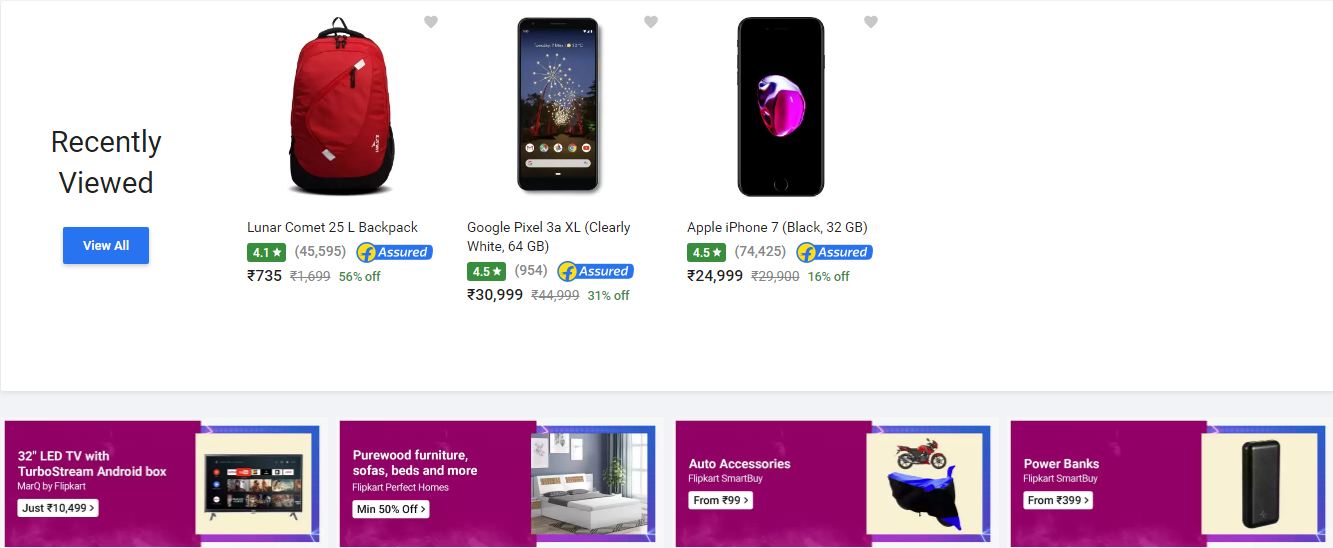 Recently
Viewed
View All
Lunar Comet 25 L Backpack
4.1 ★ (45,595) Assured
₹735 ₹1,699 56% off
Google Pixel 3a XL (Clearly
White, 64 GB)
4.5 ★ (954) Assured
₹30,999 ₹44,999 31% off
Apple iPhone 7 (Black, 32 GB)
4.5 ★ (74,425) Assured
₹24,999 ₹29,900 16% off
32" LED TV with
TurboStream Android box
MarQ by Flipkart
Just ₹10,499 >
Purewood furniture,
sofas, beds and more
Flipkart Perfect Homes
Min 50% Off >
Auto Accessories
Flipkart SmartBuy
From ₹99 >
Power Banks
Flipkart SmartBuy
From ₹399 >